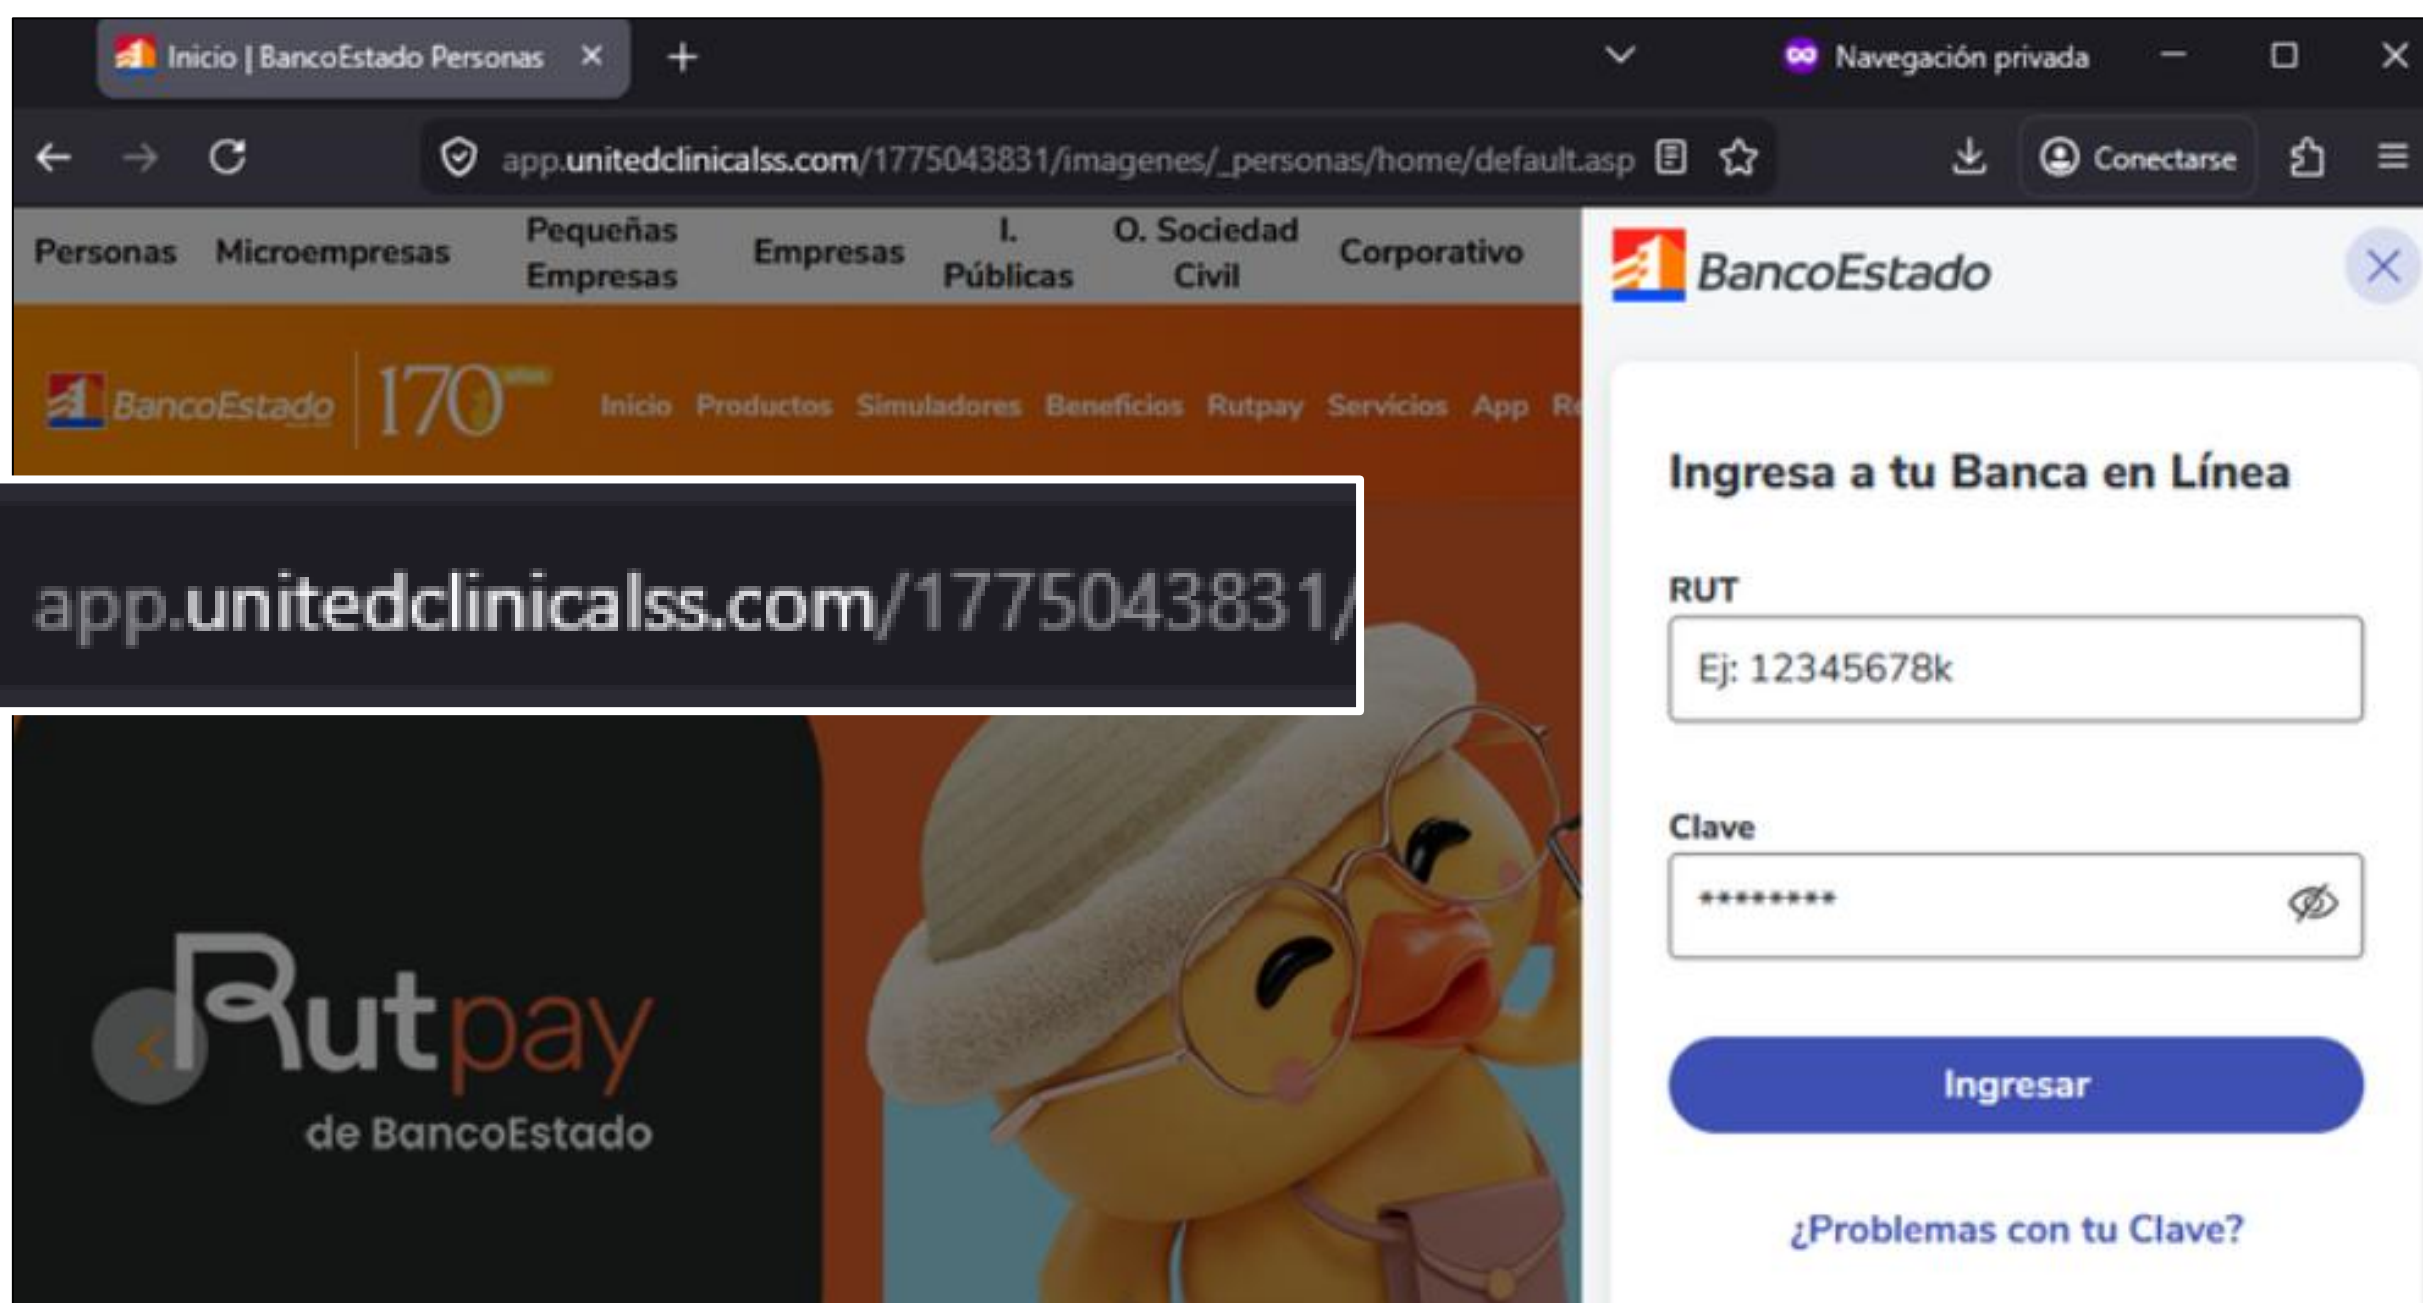 Inicio | BancoEstado Personas
Navegación privada
app.unitedclinicalss.com/1775043831/imagenes/_personas/home/default.asp
Conectarse
Personas Microempresas Pequeñas Empresas Empresas I. Públicas O. Sociedad Civil Corporativo
BancoEstado 170 años Inicio Productos Simuladores Beneficios Rutpay Servicios App
app.unitedclinicalss.com/1775043831/
Rutpay
de BancoEstado
BancoEstado
Ingresa a tu Banca en Línea
RUT
Ej: 12345678k
Clave
********
Ingresar
¿Problemas con tu Clave?